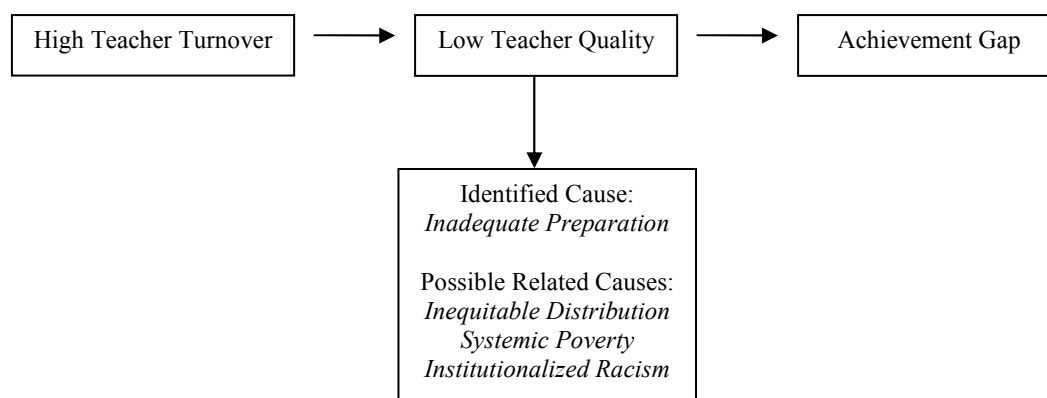 High Teacher Turnover
Low Teacher Quality
Achievement Gap
Identified Cause:
Inadequate Preparation
Possible Related Causes:
Inequitable Distribution
Systemic Poverty
Institutionalized Racism